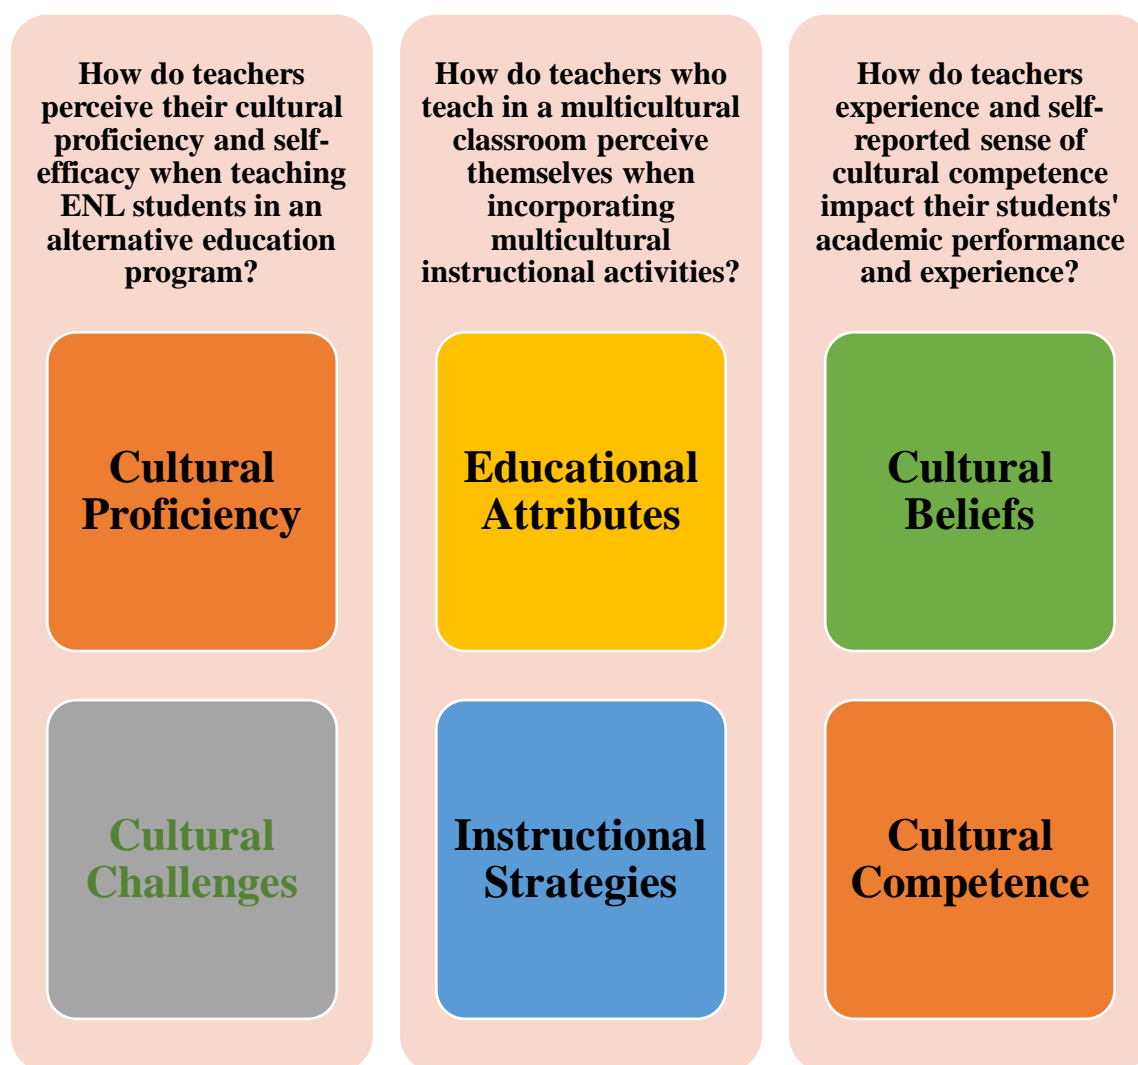 How do teachers
perceive their cultural
proficiency and self-
efficacy when teaching
ENL students in an
alternative education
program?
Cultural
Proficiency
Cultural
Challenges
How do teachers who
teach in a multicultural
classroom perceive
themselves when
incorporating
multicultural
instructional activities?
Educational
Attributes
Instructional
Strategies
How do teachers
experience and self-
reported sense of
cultural competence
impact their students'
academic performance
and experience?
Cultural
Beliefs
Cultural
Competence